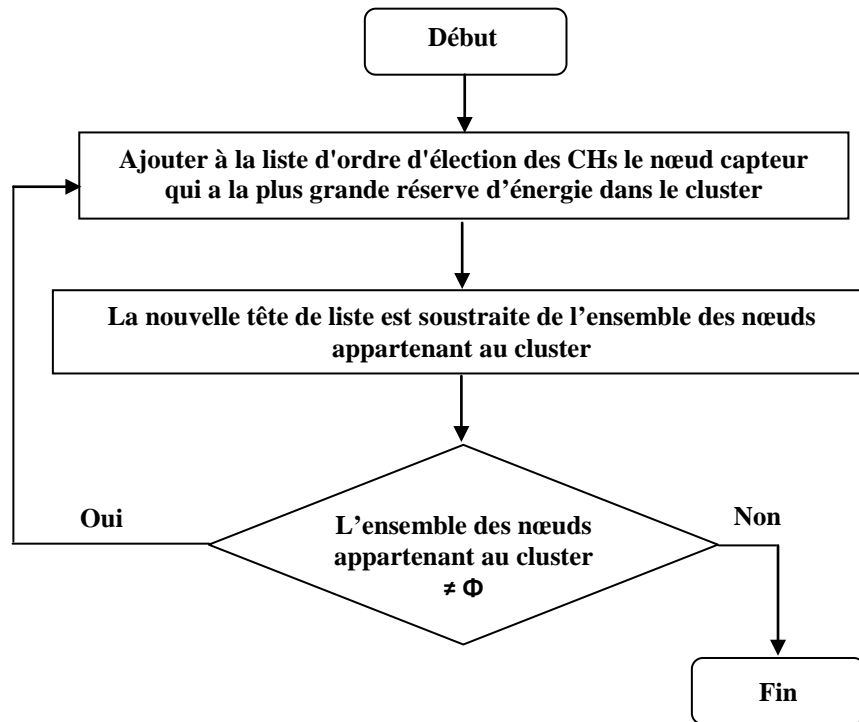 Début
Ajouter à la liste d'ordre d'élection des CHs le nœud capteur
qui a la plus grande réserve d’énergie dans le cluster
La nouvelle tête de liste est soustraite de l’ensemble des nœuds
appartenant au cluster
Oui
Non
L’ensemble des nœuds
appartenant au cluster
≠ Φ
Fin